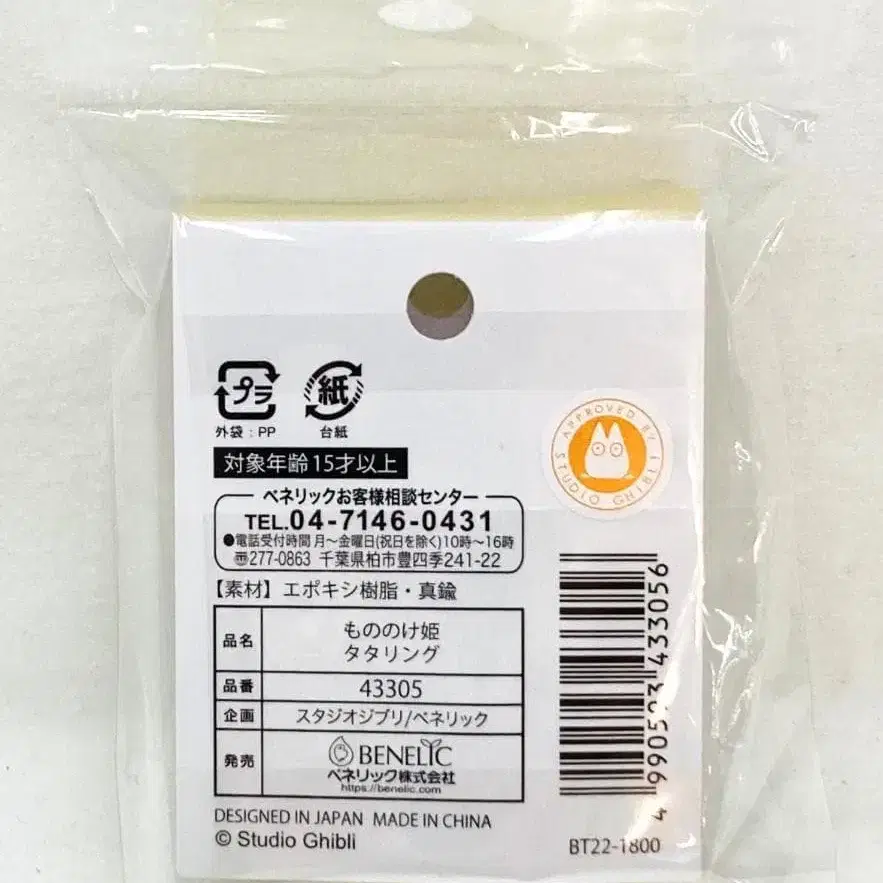 プラ
外袋：PP
紙
台紙
APPROVED BY
STUDIO GHIBLI
対象年齢15才以上
ベネリックお客様相談センター
TEL.04-7146-0431
●電話受付時間 月〜金曜日(祝日を除く)10時〜16時
〠277-0863 千葉県柏市豊四季241-22
【素材】エポキシ樹脂・真鍮
品名
もののけ姫
タタリング
品番
43305
企画
スタジオジブリ/ベネリック
発売
BENELIC
ベネリック株式会社
https://benelic.com
DESIGNED IN JAPAN MADE IN CHINA
© Studio Ghibli
4 990593 433056
BT22-1800